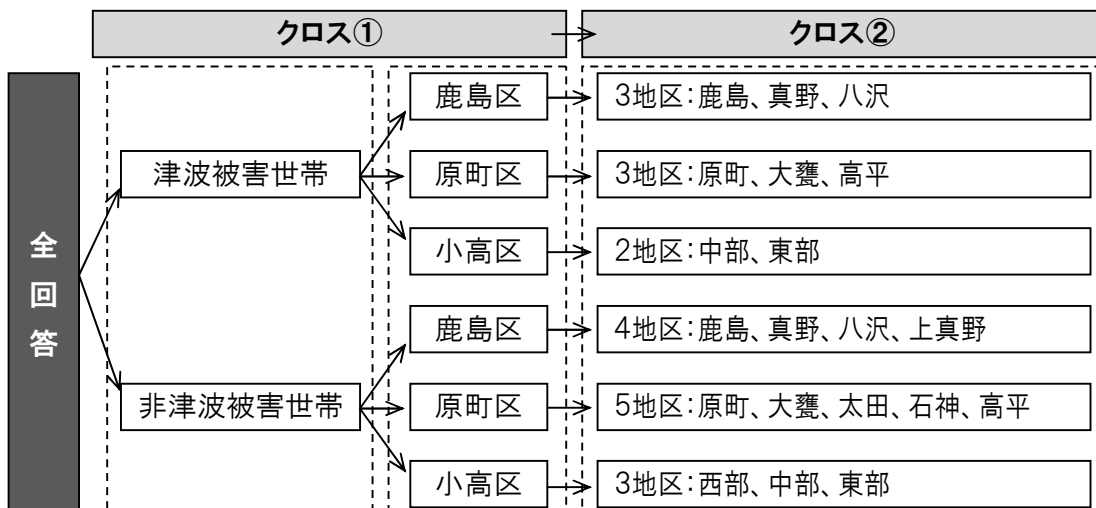 クロス①
クロス②
全回答
津波被害世帯
鹿島区
3地区：鹿島、真野、八沢
原町区
3地区：原町、大甕、高平
小高区
2地区：中部、東部
非津波被害世帯
鹿島区
4地区：鹿島、真野、八沢、上真野
原町区
5地区：原町、大甕、太田、石神、高平
小高区
3地区：西部、中部、東部